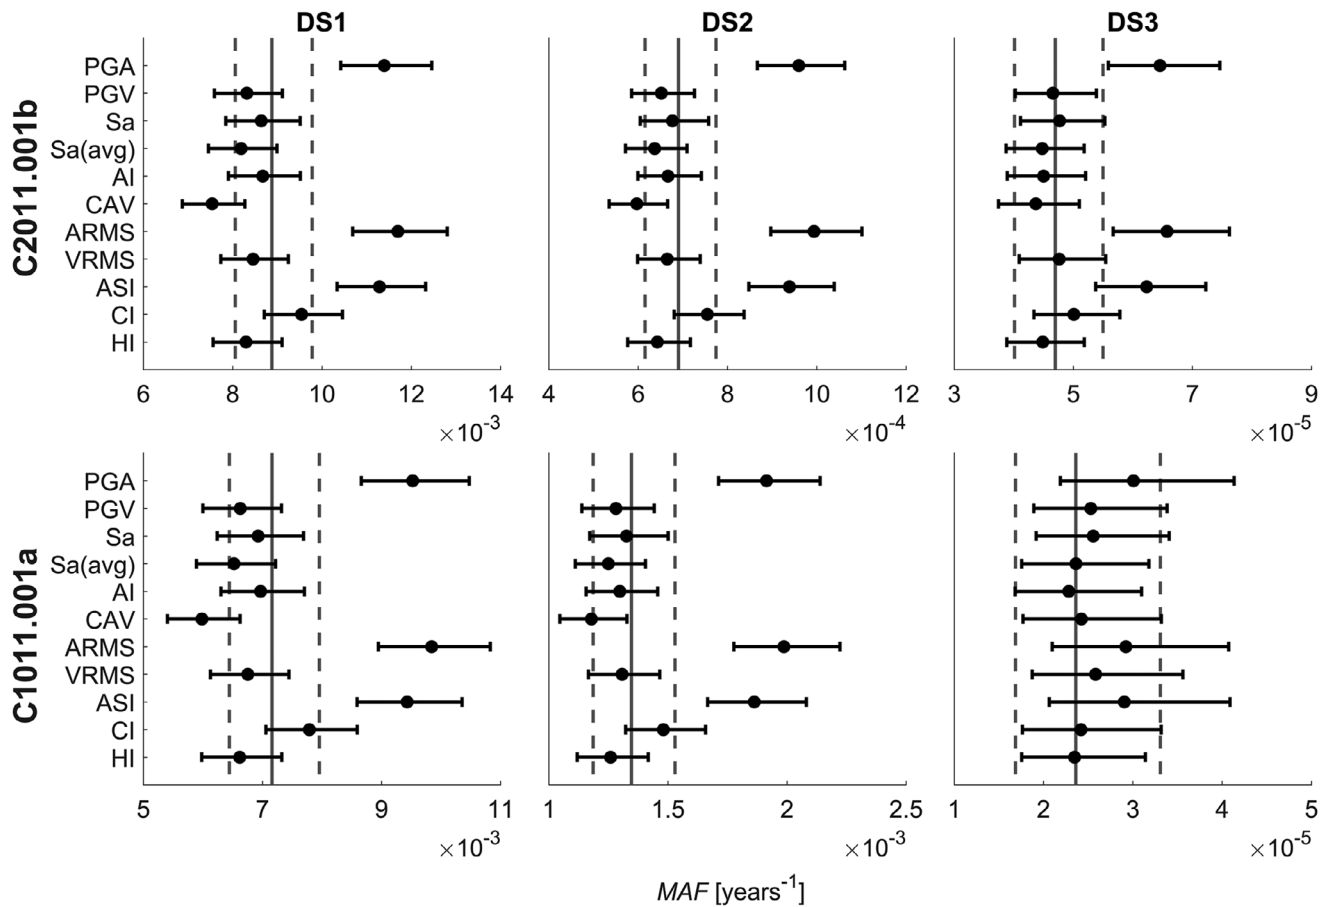 DS1 DS2 DS3
C2011.001b
PGA
PGV
Sa
Sa(avg)
AI
CAV
ARMS
VRMS
ASI
CI
HI
6 8 10 12 14 4 6 8 10 12 3 5 7 9
×10⁻³ ×10⁻⁴ ×10⁻⁵
C1011.001a
PGA
PGV
Sa
Sa(avg)
AI
CAV
ARMS
VRMS
ASI
CI
HI
5 7 9 11 1 1.5 2 2.5 1 2 3 4 5
×10⁻³ ×10⁻³ ×10⁻⁵
MAF [years⁻¹]